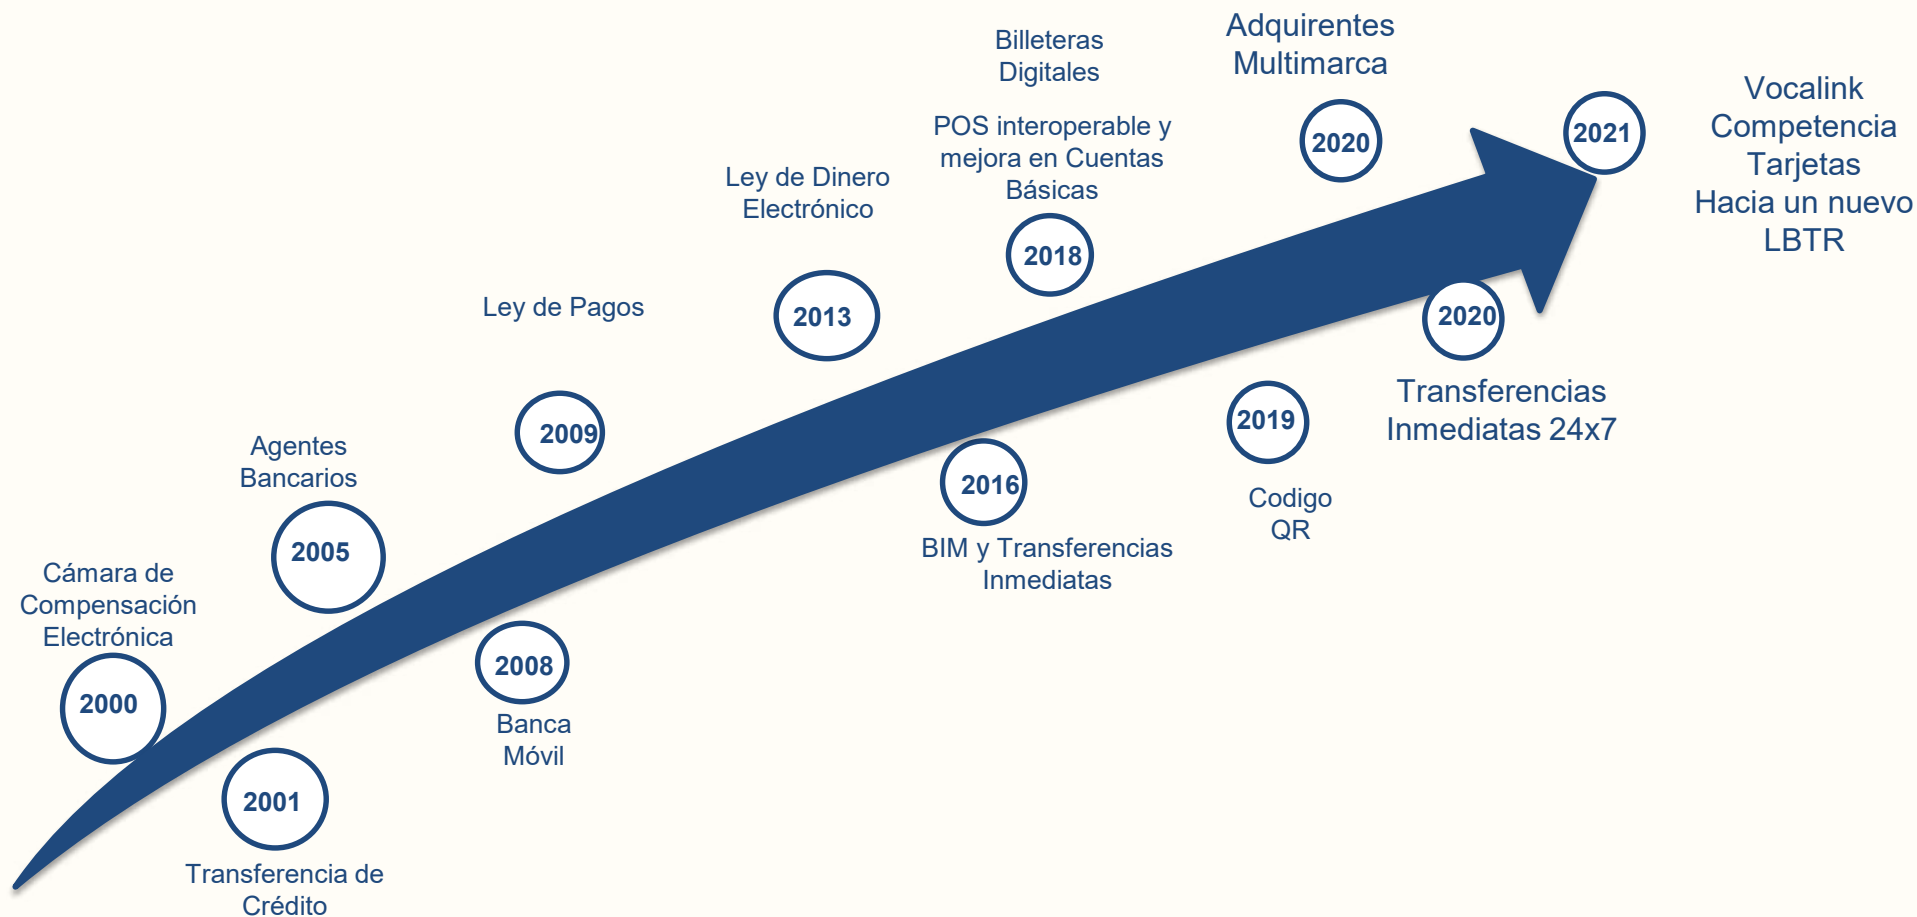 Cámara de
Compensación
Electrónica
2000
2001
Transferencia de
Crédito
Agentes
Bancarios
2005
2008
Banca
Móvil
Ley de Pagos
2009
Ley de Dinero
Electrónico
2013
2016
BIM y Transferencias
Inmediatas
Billeteras
Digitales
POS interoperable y
mejora en Cuentas
Básicas
2018
2019
Codigo
QR
Adquirentes
Multimarca
2020
2020
Transferencias
Inmediatas 24x7
2021
Vocalink
Competencia
Tarjetas
Hacia un nuevo
LBTR